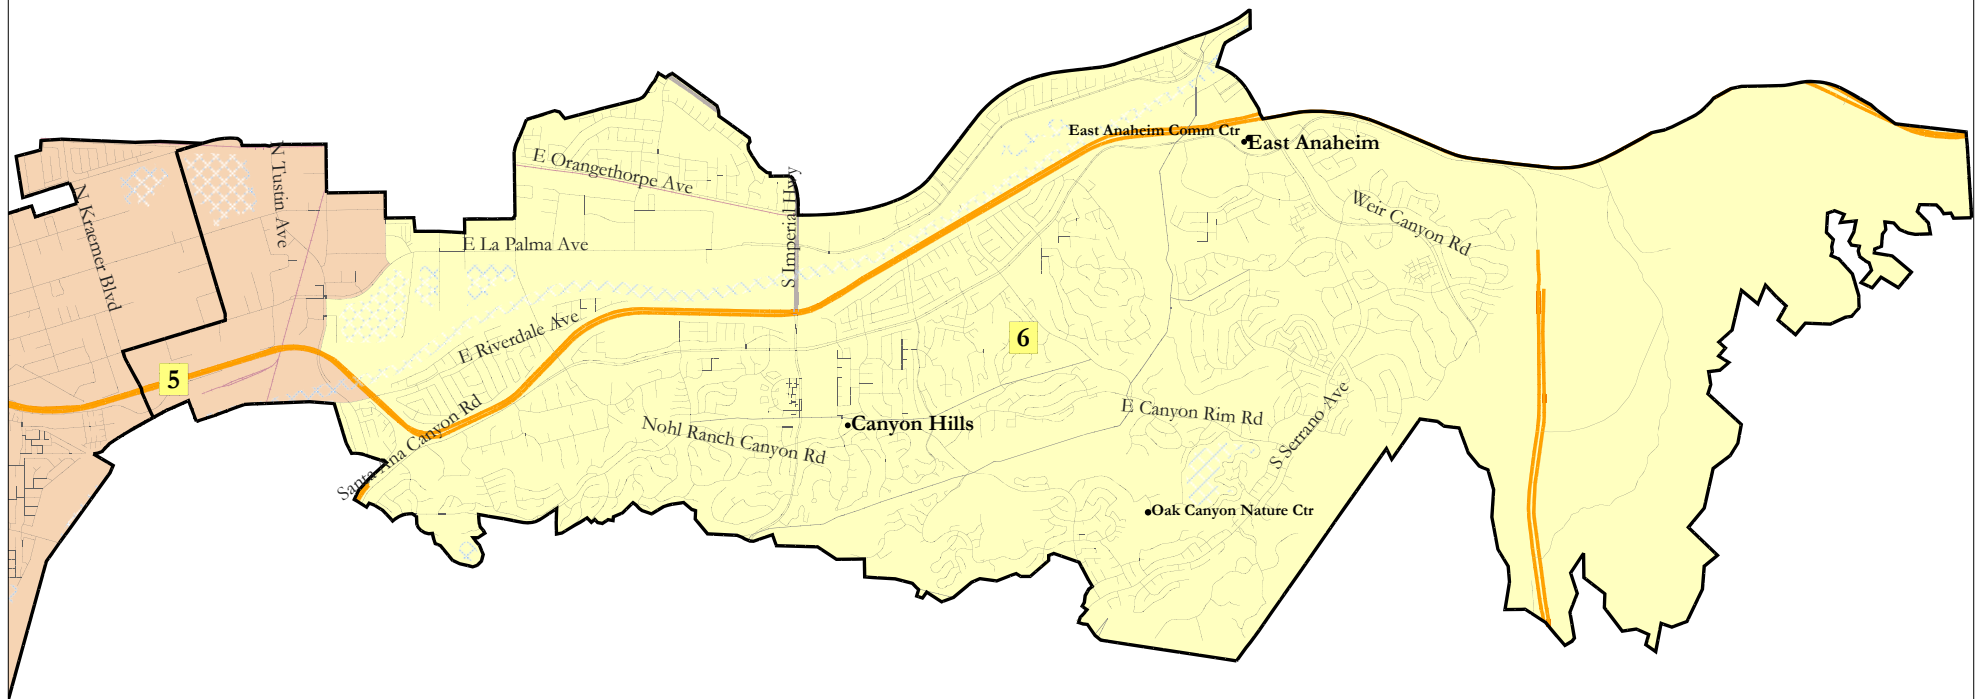 East Anaheim Comm Ctr
East Anaheim
E Orangethorpe Ave
N Tustin Ave
N Kraemer Blvd
S Imperial Hwy
Weir Canyon Rd
E La Palma Ave
E Riverdale Ave
6
5
Santa Ana Canyon Rd
Nohl Ranch Canyon Rd
Canyon Hills
E Canyon Rim Rd
S Serrano Ave
Oak Canyon Nature Ctr